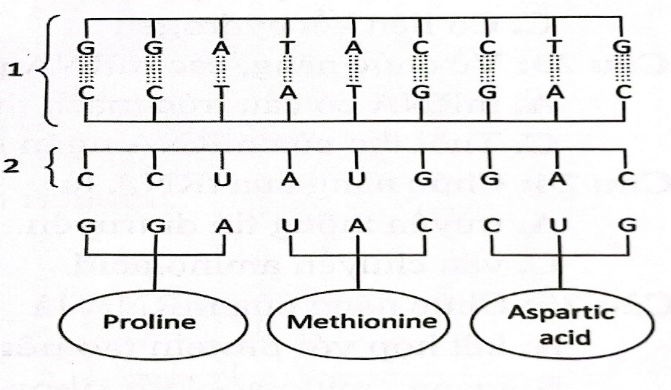 G G A T A C C T G
1
C C T A T G G A C
2 C C U A U G G A C
G G A U A C C U G
Proline Methionine Aspartic acid